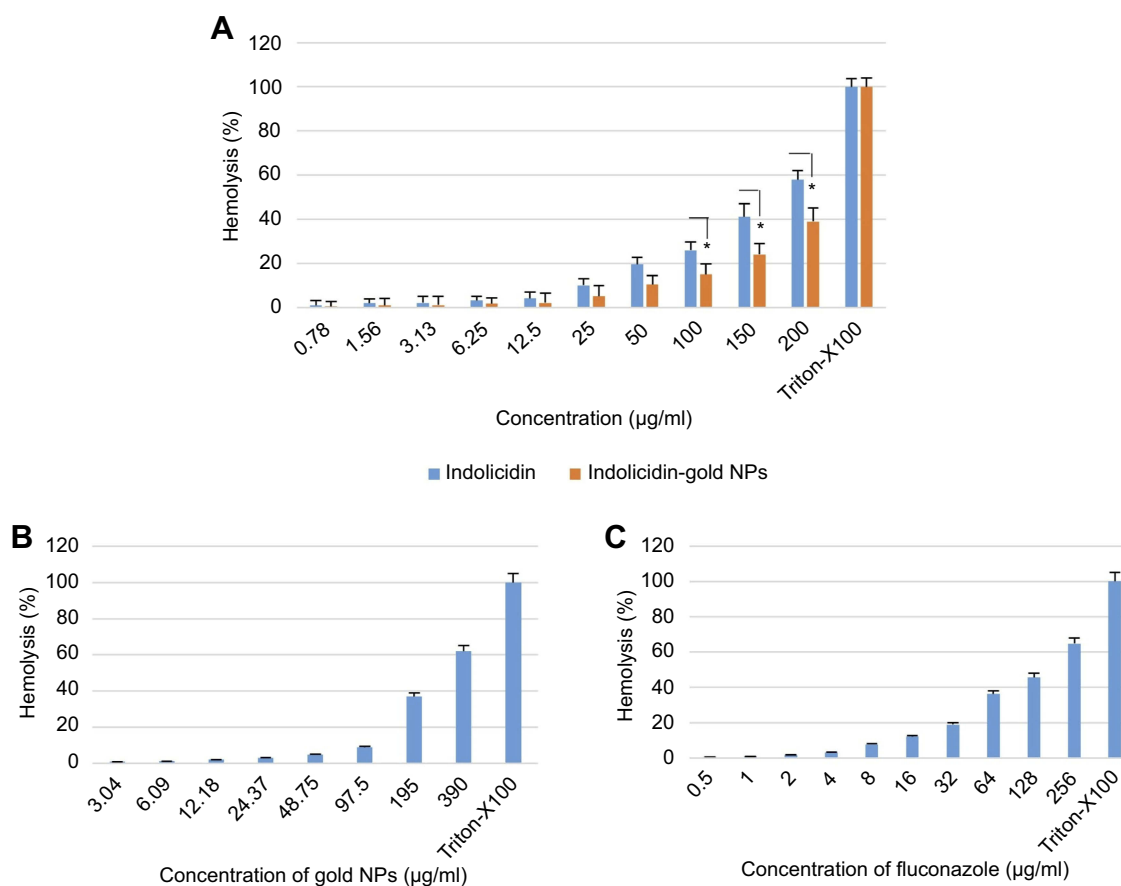 A
120
100
80
60
40
20
0
Hemolysis (%)
* * *
0.78 1.56 3.13 6.25 12.5 25 50 100 150 200 Triton-X100
Concentration (µg/ml)
Indolicidin Indolicidin-gold NPs
B
120
100
80
60
40
20
0
Hemolysis (%)
3.04 6.09 12.18 24.37 48.75 97.5 195 390 Triton-X100
Concentration of gold NPs (µg/ml)
C
120
100
80
60
40
20
0
Hemolysis (%)
0.5 1 2 4 8 16 32 64 128 256 Triton-X100
Concentration of fluconazole (µg/ml)